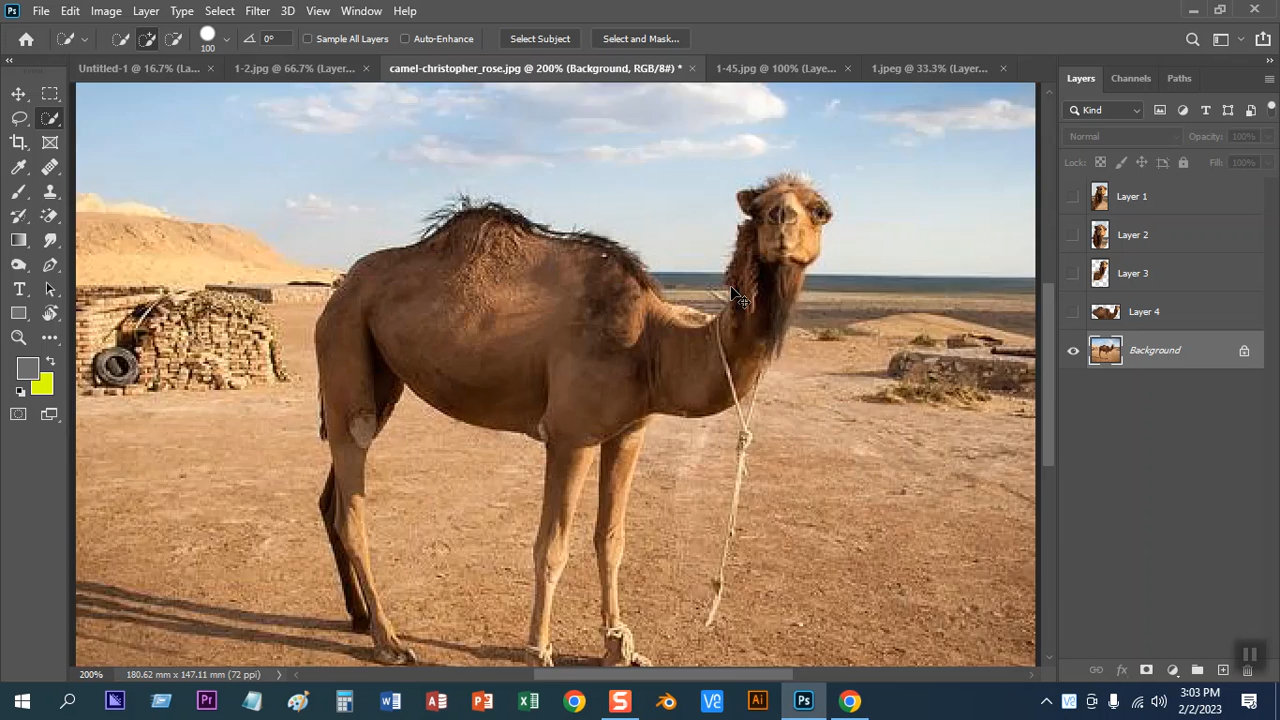 Ps File Edit Image Layer Type Select Filter 3D View Window Help
100 0° Sample All Layers Auto-Enhance Select Subject Select and Mask...
Untitled-1 @ 16.7% (La... × 1-2.jpg @ 66.7% (Layer... × camel-christopher_rose.jpg @ 200% (Background, RGB/8#) * × 1-45.jpg @ 100% (Laye... × 1.jpeg @ 33.3% (Layer... ×
Layers Channels Paths
Kind
Normal Opacity: 100%
Lock: Fill: 100%
Layer 1
Layer 2
Layer 3
Layer 4
Background
200% 180.62 mm x 147.11 mm (72 ppi)
3:03 PM
2/2/2023